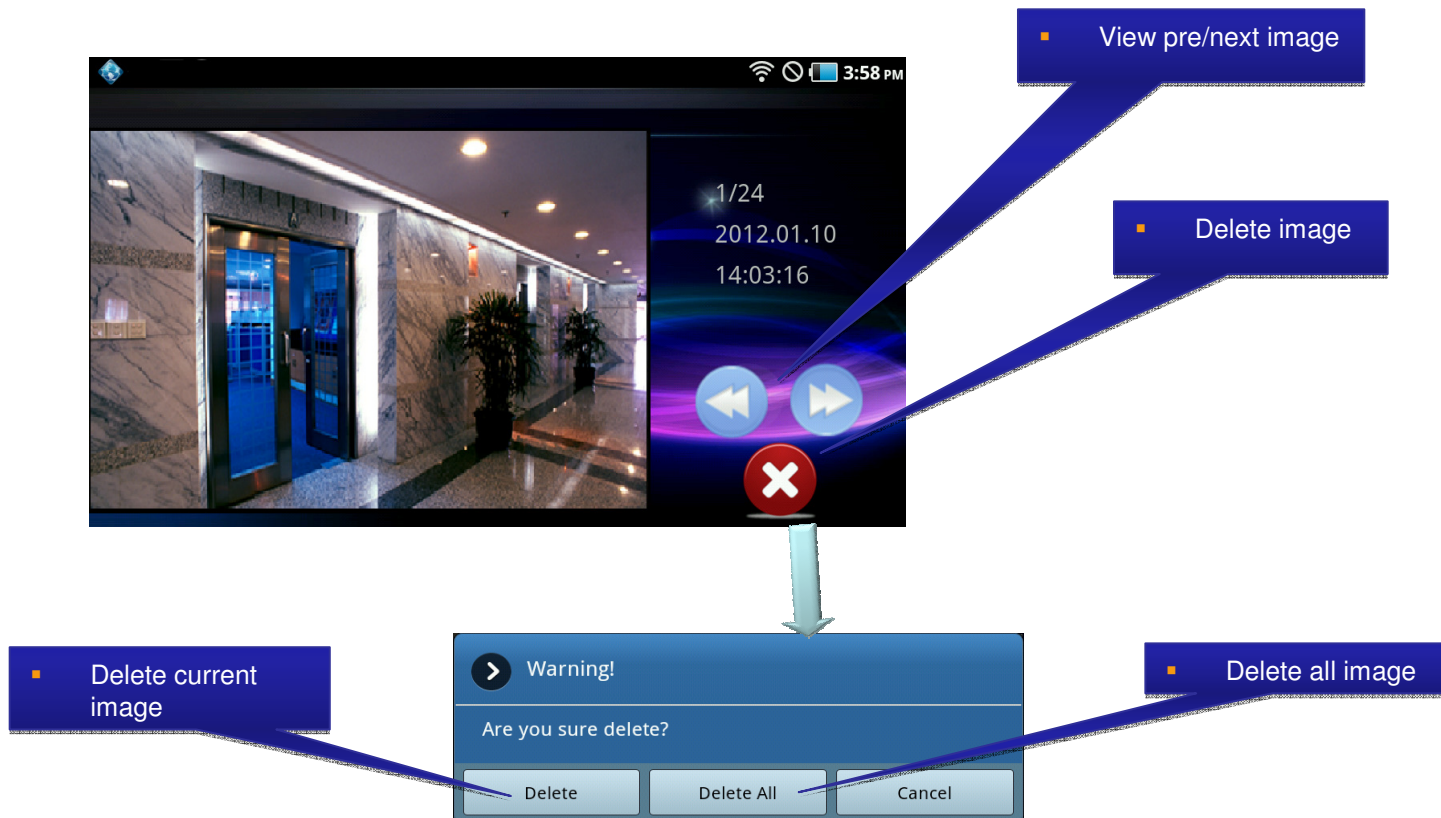 View pre/next image
3:58 PM
1/24
2012.01.10
14:03:16
Delete image
Delete current
image
Warning!
Are you sure delete?
Delete
Delete All
Cancel
Delete all image